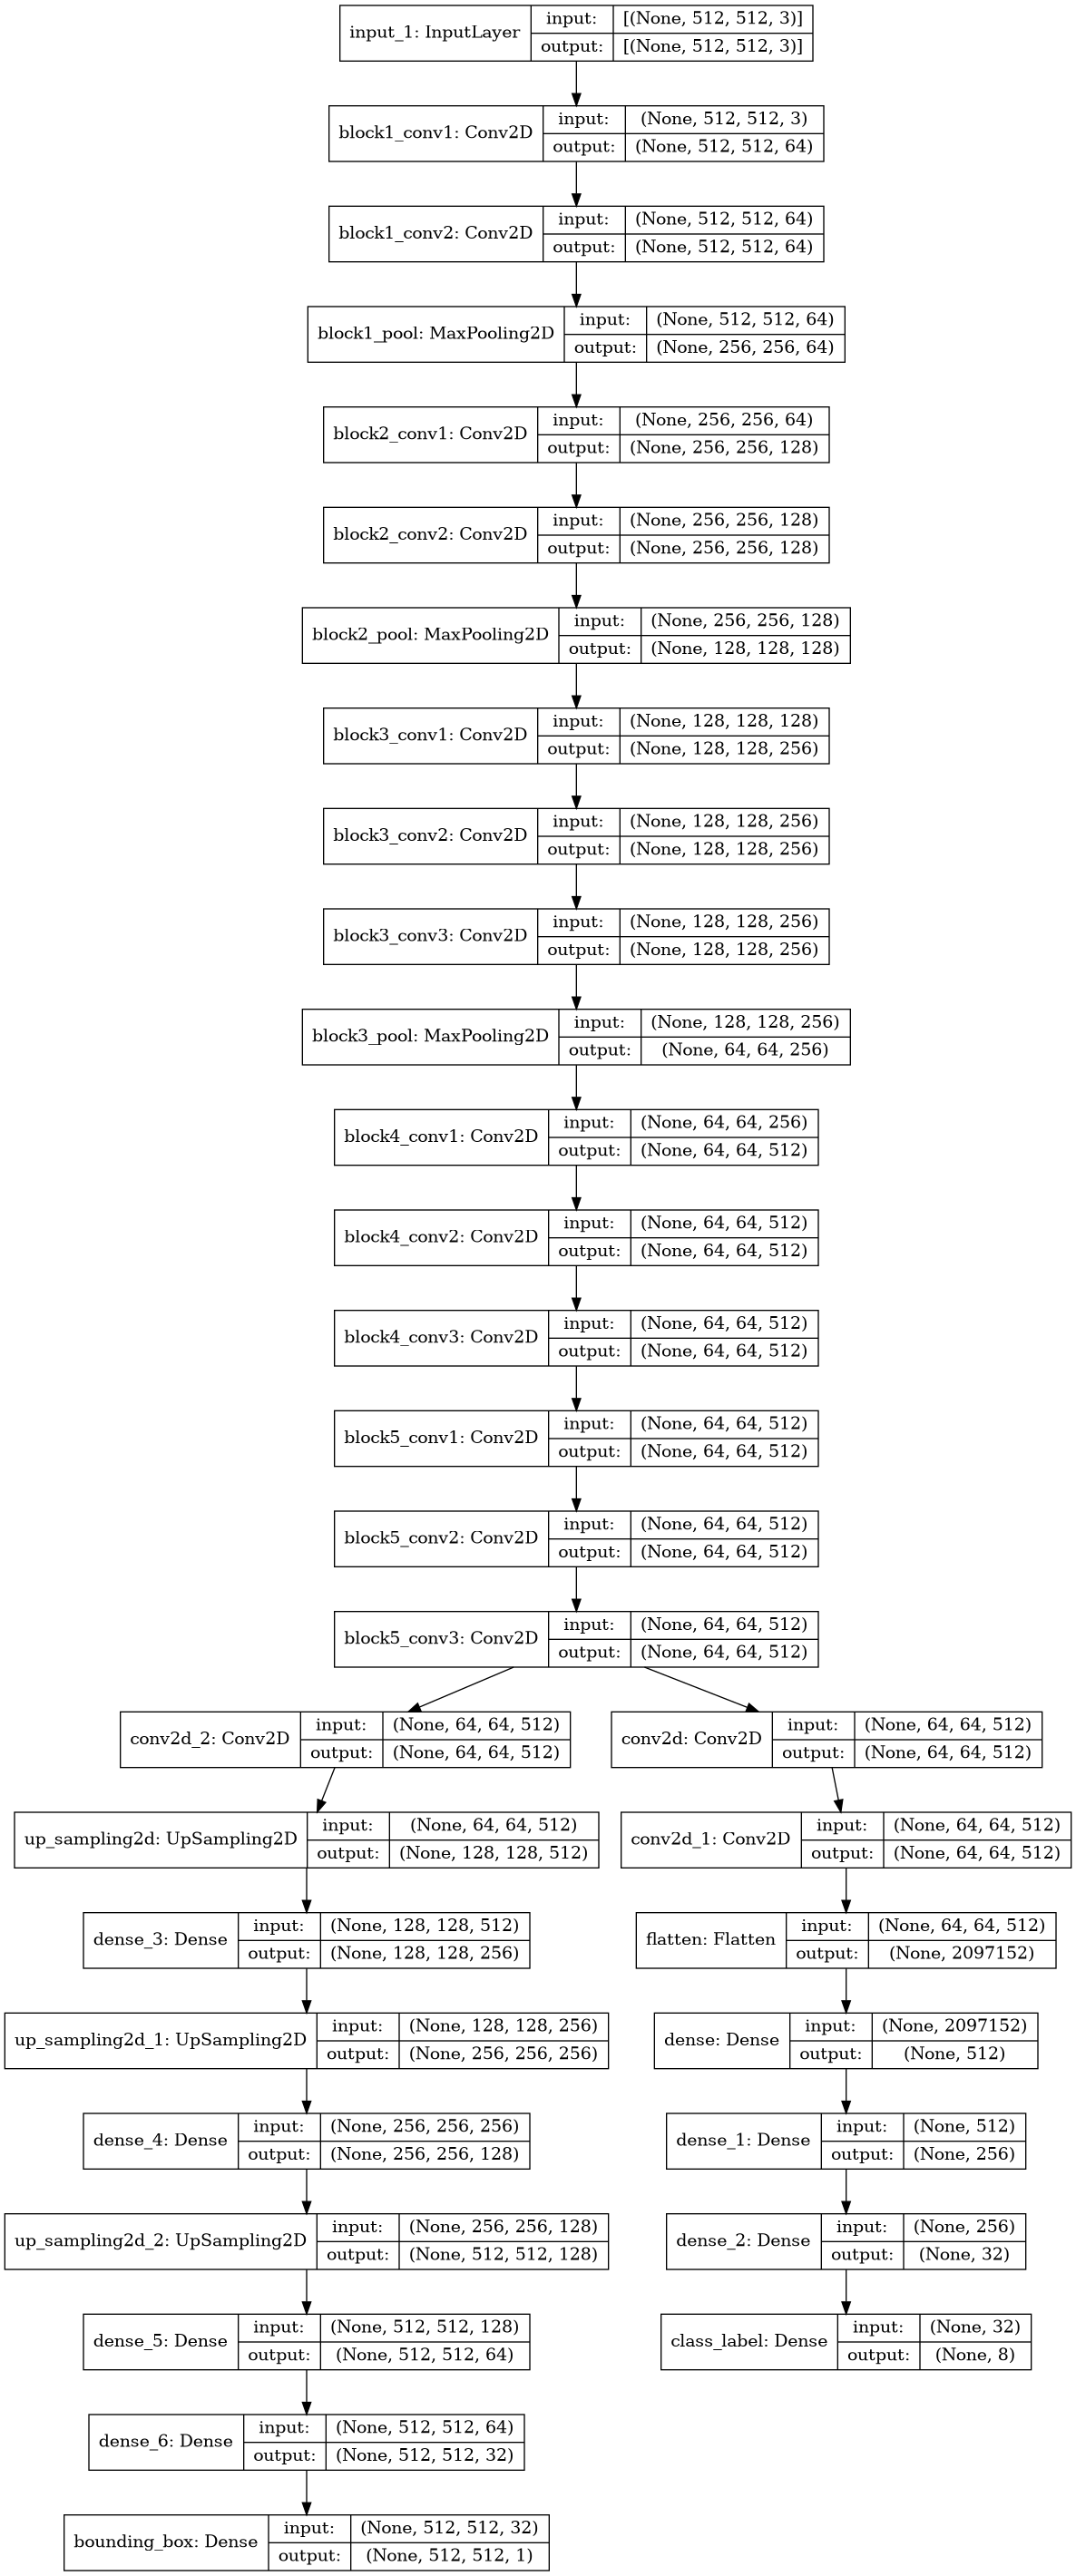 input_1: InputLayer
input: [(None, 512, 512, 3)]
output: [(None, 512, 512, 3)]
block1_conv1: Conv2D
input: (None, 512, 512, 3)
output: (None, 512, 512, 64)
block1_conv2: Conv2D
input: (None, 512, 512, 64)
output: (None, 512, 512, 64)
block1_pool: MaxPooling2D
input: (None, 512, 512, 64)
output: (None, 256, 256, 64)
block2_conv1: Conv2D
input: (None, 256, 256, 64)
output: (None, 256, 256, 128)
block2_conv2: Conv2D
input: (None, 256, 256, 128)
output: (None, 256, 256, 128)
block2_pool: MaxPooling2D
input: (None, 256, 256, 128)
output: (None, 128, 128, 128)
block3_conv1: Conv2D
input: (None, 128, 128, 128)
output: (None, 128, 128, 256)
block3_conv2: Conv2D
input: (None, 128, 128, 256)
output: (None, 128, 128, 256)
block3_conv3: Conv2D
input: (None, 128, 128, 256)
output: (None, 128, 128, 256)
block3_pool: MaxPooling2D
input: (None, 128, 128, 256)
output: (None, 64, 64, 256)
block4_conv1: Conv2D
input: (None, 64, 64, 256)
output: (None, 64, 64, 512)
block4_conv2: Conv2D
input: (None, 64, 64, 512)
output: (None, 64, 64, 512)
block4_conv3: Conv2D
input: (None, 64, 64, 512)
output: (None, 64, 64, 512)
block5_conv1: Conv2D
input: (None, 64, 64, 512)
output: (None, 64, 64, 512)
block5_conv2: Conv2D
input: (None, 64, 64, 512)
output: (None, 64, 64, 512)
block5_conv3: Conv2D
input: (None, 64, 64, 512)
output: (None, 64, 64, 512)
conv2d_2: Conv2D
input: (None, 64, 64, 512)
output: (None, 64, 64, 512)
up_sampling2d: UpSampling2D
input: (None, 64, 64, 512)
output: (None, 128, 128, 512)
dense_3: Dense
input: (None, 128, 128, 512)
output: (None, 128, 128, 256)
up_sampling2d_1: UpSampling2D
input: (None, 128, 128, 256)
output: (None, 256, 256, 256)
dense_4: Dense
input: (None, 256, 256, 256)
output: (None, 256, 256, 128)
up_sampling2d_2: UpSampling2D
input: (None, 256, 256, 128)
output: (None, 512, 512, 128)
dense_5: Dense
input: (None, 512, 512, 128)
output: (None, 512, 512, 64)
dense_6: Dense
input: (None, 512, 512, 64)
output: (None, 512, 512, 32)
bounding_box: Dense
input: (None, 512, 512, 32)
output: (None, 512, 512, 1)
conv2d: Conv2D
input: (None, 64, 64, 512)
output: (None, 64, 64, 512)
conv2d_1: Conv2D
input: (None, 64, 64, 512)
output: (None, 64, 64, 512)
flatten: Flatten
input: (None, 64, 64, 512)
output: (None, 2097152)
dense: Dense
input: (None, 2097152)
output: (None, 512)
dense_1: Dense
input: (None, 512)
output: (None, 256)
dense_2: Dense
input: (None, 256)
output: (None, 32)
class_label: Dense
input: (None, 32)
output: (None, 8)